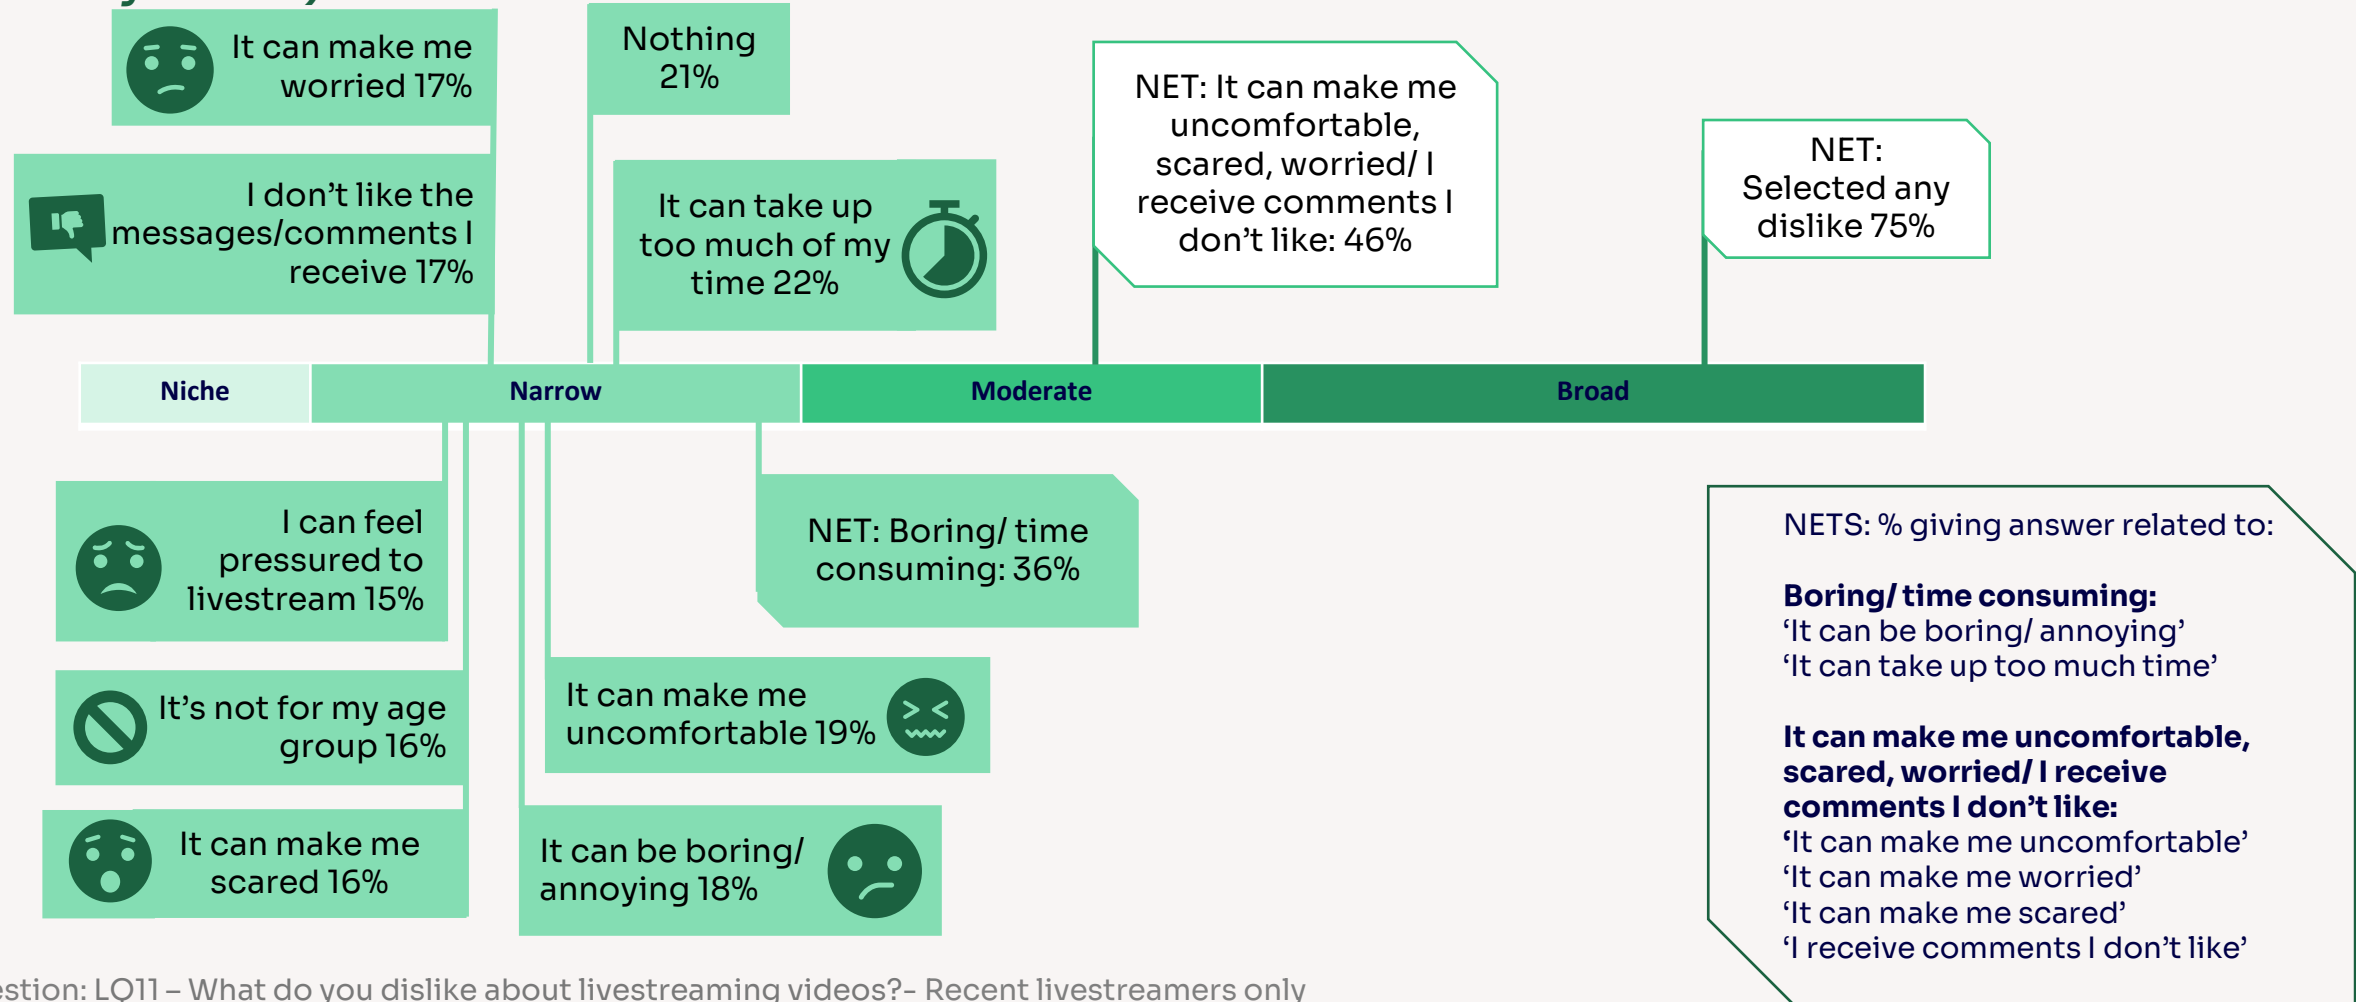 It can make me
worried 17%
Nothing
21%
I don’t like the
messages/comments I
receive 17%
It can take up
too much of my
time 22%
NET: It can make me
uncomfortable,
scared, worried/ I
receive comments I
don’t like: 46%
NET:
Selected any
dislike 75%
Niche
Narrow
Moderate
Broad
I can feel
pressured to
livestream 15%
It’s not for my age
group 16%
It can make me
scared 16%
NET: Boring/ time
consuming: 36%
It can make me
uncomfortable 19%
It can be boring/
annoying 18%
NETS: % giving answer related to:
Boring/ time consuming:
‘It can be boring/ annoying’
‘It can take up too much time’
It can make me uncomfortable,
scared, worried/ I receive
comments I don’t like:
‘It can make me uncomfortable’
‘It can make me worried’
‘It can make me scared’
‘I receive comments I don’t like’
estion: LQ11 – What do you dislike about livestreaming videos?- Recent livestreamers only